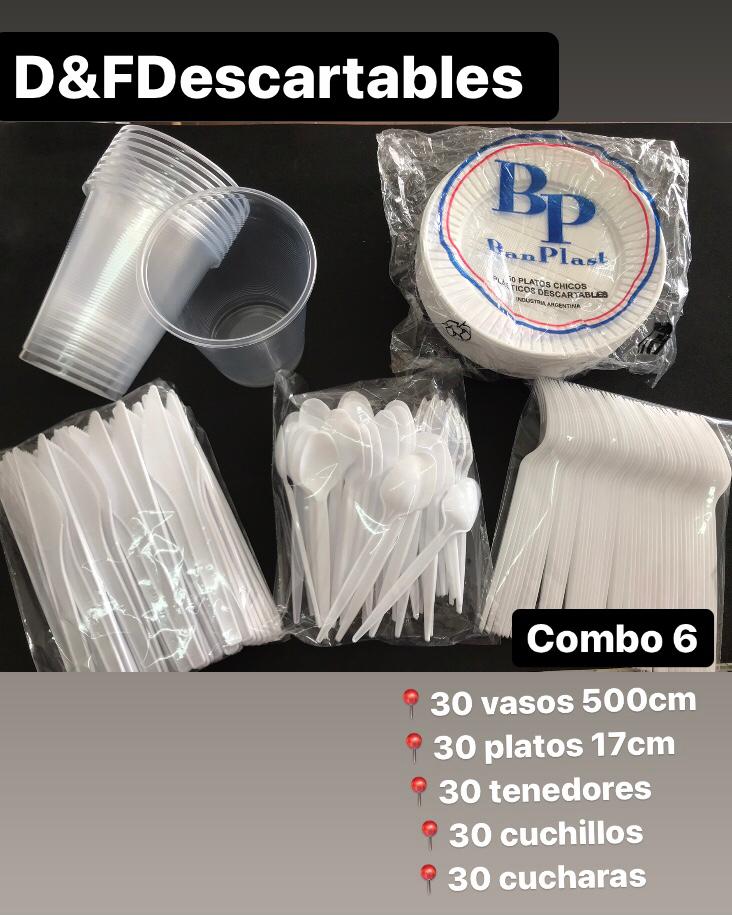 D&FDescartables
BP
BanPlast
50 PLATOS CHICOS
PLASTICOS DESCARTABLES
INDUSTRIA ARGENTINA
Combo 6
📍30 vasos 500cm
📍30 platos 17cm
📍30 tenedores
📍30 cuchillos
📍30 cucharas